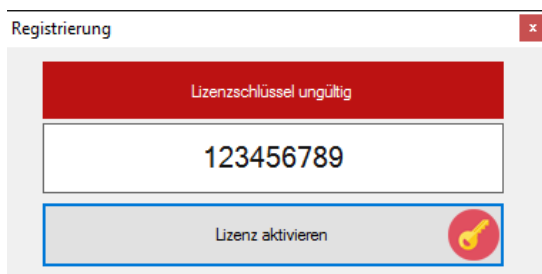 Registrierung
x
Lizenzschlüssel ungültig
123456789
Lizenz aktivieren